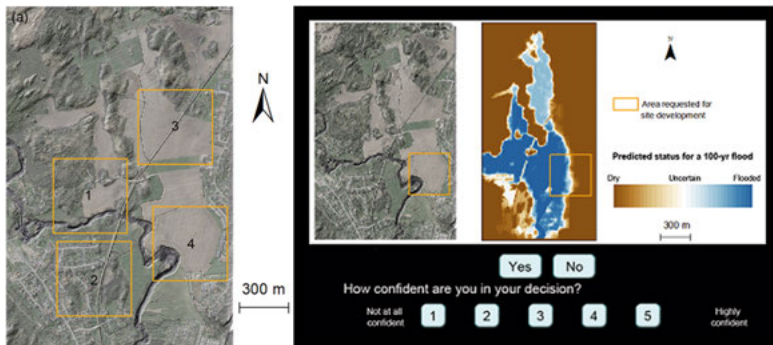 (a)
N
3
1
4
2
300 m
N
Area requested for
site development
Predicted status for a 100-yr flood
Dry
Uncertain
Flooded
300 m
Yes
No
How confident are you in your decision?
Not at all
confident
1
2
3
4
5
Highly
confident